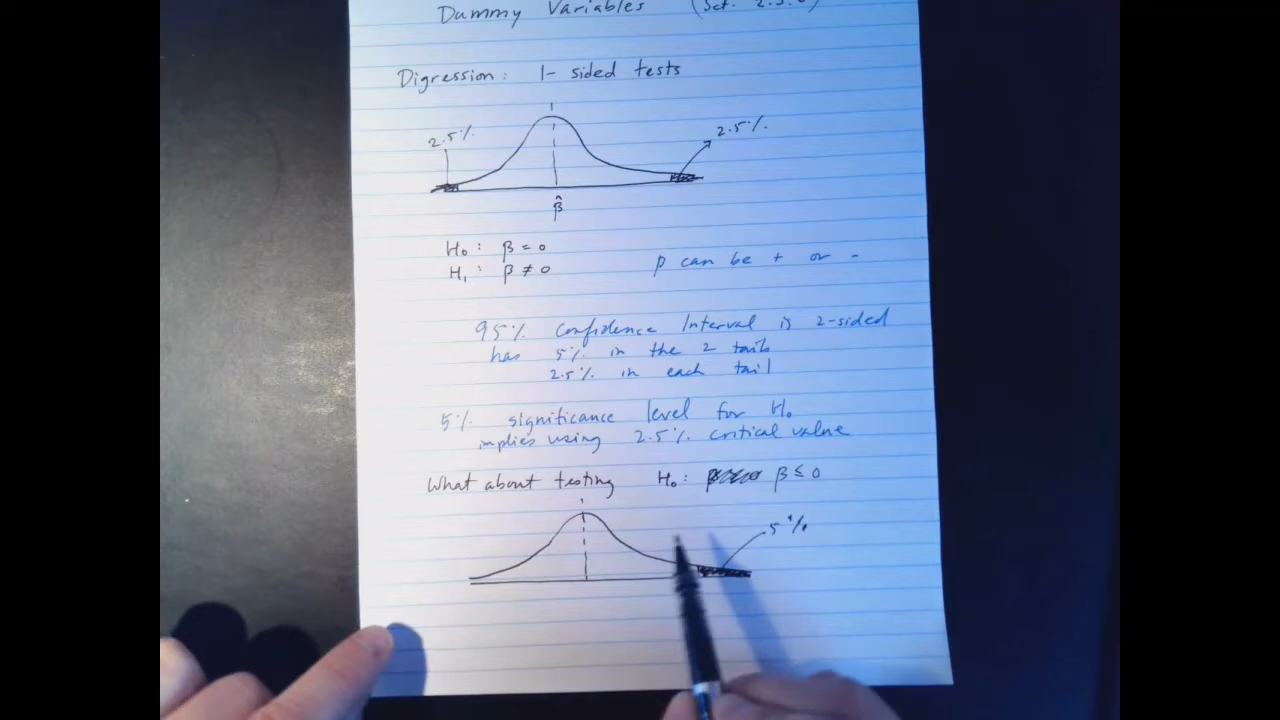 Dummy Variables (Sct.
Digression: 1-sided tests
2.5% 2.5%
β̂
H₀: β = 0
H₁: β ≠ 0
β can be + or -
95% Confidence Interval is 2-sided
has 5% in the 2 tails
2.5% in each tail
5% significance level for H₀
implies using 2.5% critical value
What about testing H₀: β ≤ 0
5%